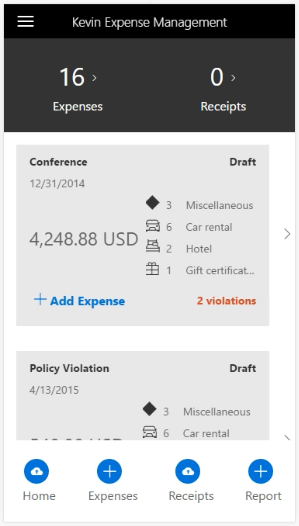 Kevin Expense Management
16 >
0 >
Expenses
Receipts
Conference
Draft
12/31/2014
3 Miscellaneous
6 Car rental
4,248.88 USD
2 Hotel
1 Gift certificat...
+ Add Expense
2 violations
Policy Violation
Draft
4/13/2015
3 Miscellaneous
6 Car rental
Home
Expenses
Receipts
Report